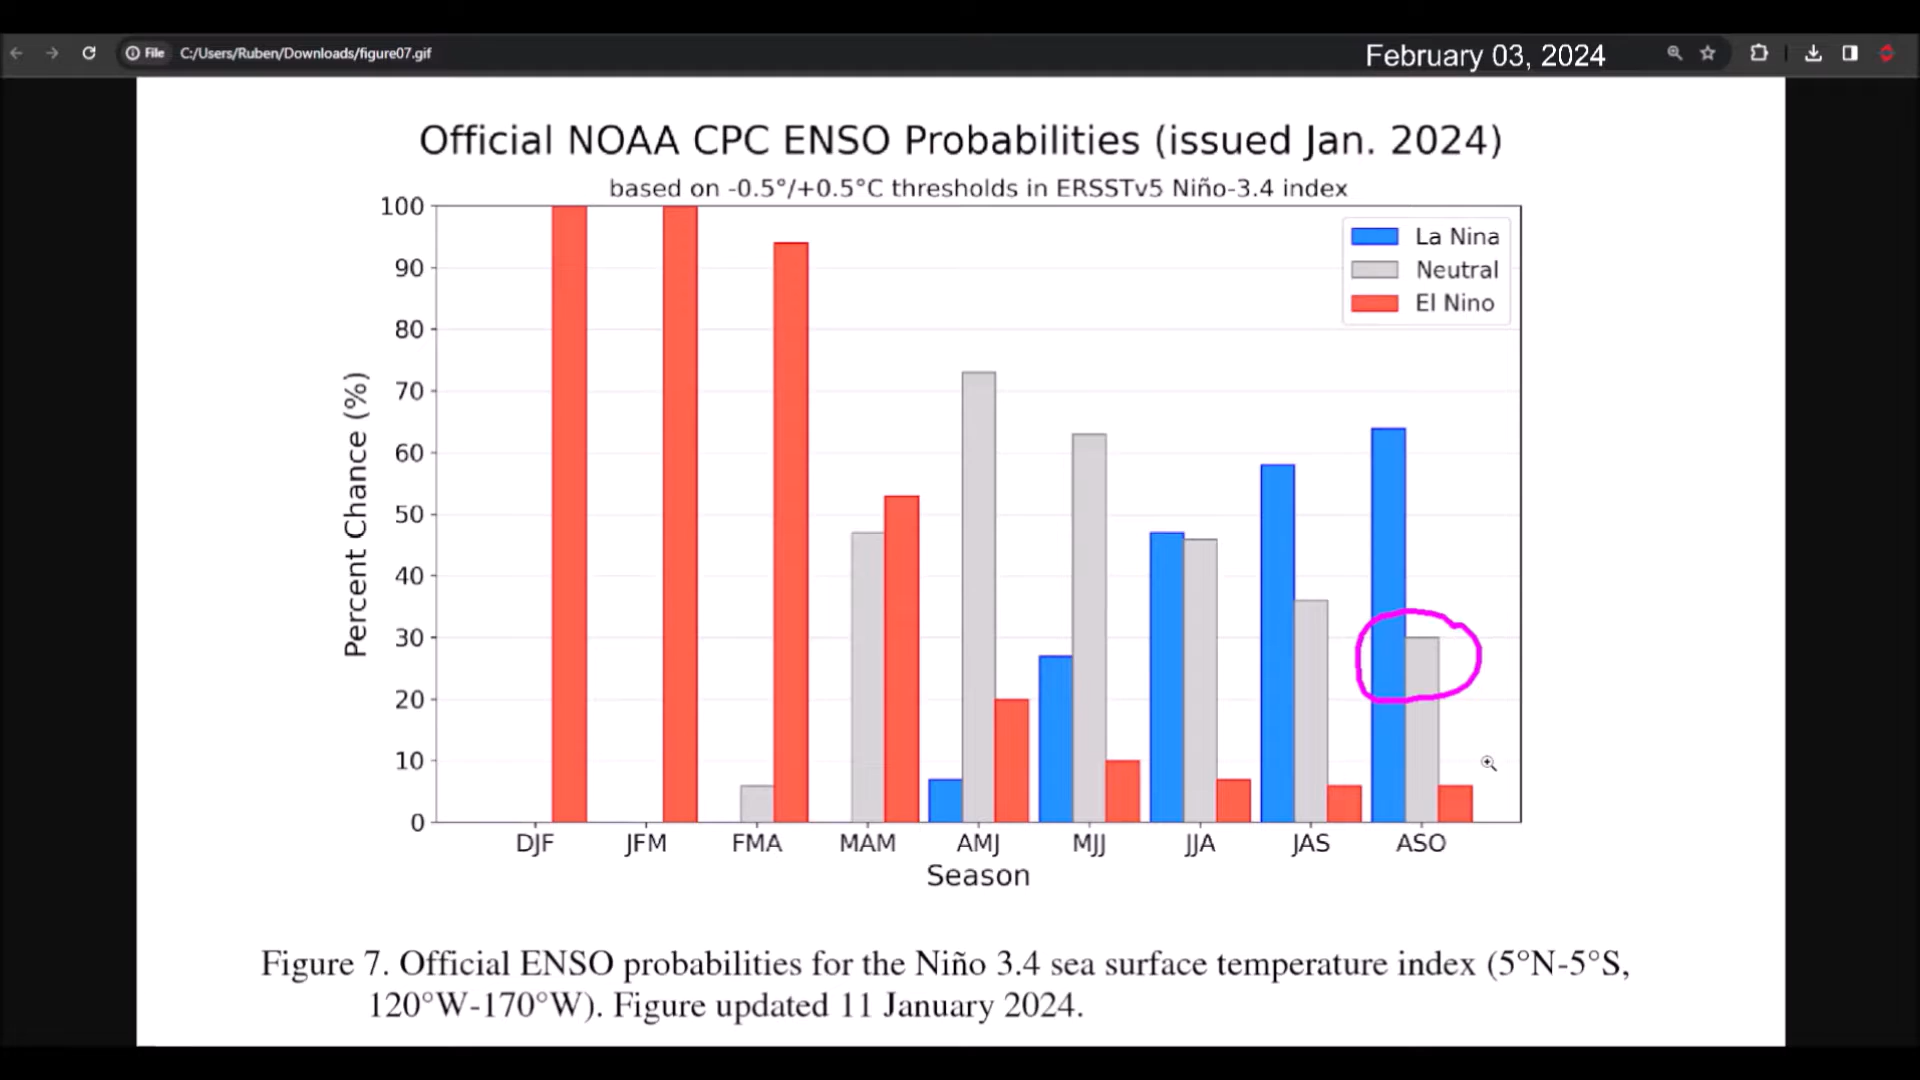 File C:/Users/Ruben/Downloads/figure07.gif
February 03, 2024
Official NOAA CPC ENSO Probabilities (issued Jan. 2024)
based on -0.5°/+0.5°C thresholds in ERSSTv5 Niño-3.4 index
La Nina
Neutral
El Nino
Percent Chance (%)
100
90
80
70
60
50
40
30
20
10
0
DJF JFM FMA MAM AMJ MJJ JJA JAS ASO
Season
Figure 7. Official ENSO probabilities for the Niño 3.4 sea surface temperature index (5°N-5°S,
120°W-170°W). Figure updated 11 January 2024.